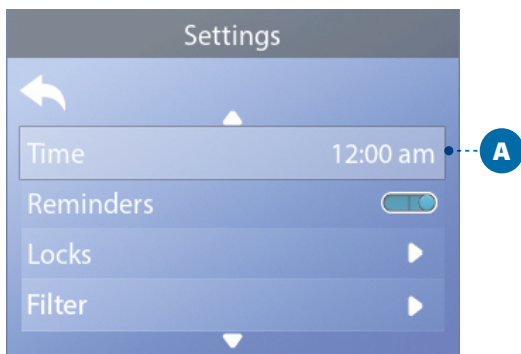 Settings
Time 12:00 am
A
Reminders
Locks
Filter